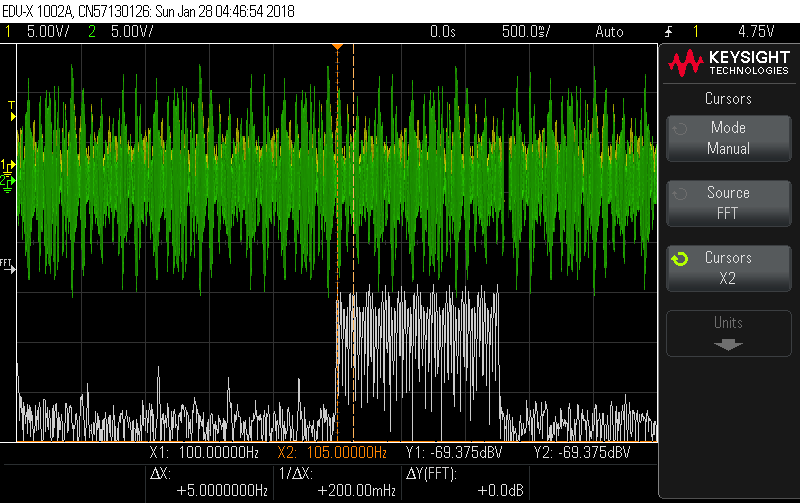 EDU-X 1002A, CN57130126: Sun Jan 28 04:46:54 2018
1 5.00V/ 2 5.00V/ 0.0s 500.0ms/ Auto 1 4.75V
KEYSIGHT
TECHNOLOGIES
Cursors
Mode
Manual
Source
FFT
Cursors
X2
Units
T
1
2
FFT
X1: 100.00000Hz X2: 105.00000Hz Y1: -69.375dBV Y2: -69.375dBV
ΔX: 1/ΔX: ΔY(FFT):
+5.0000000Hz +200.00mHz +0.0dB